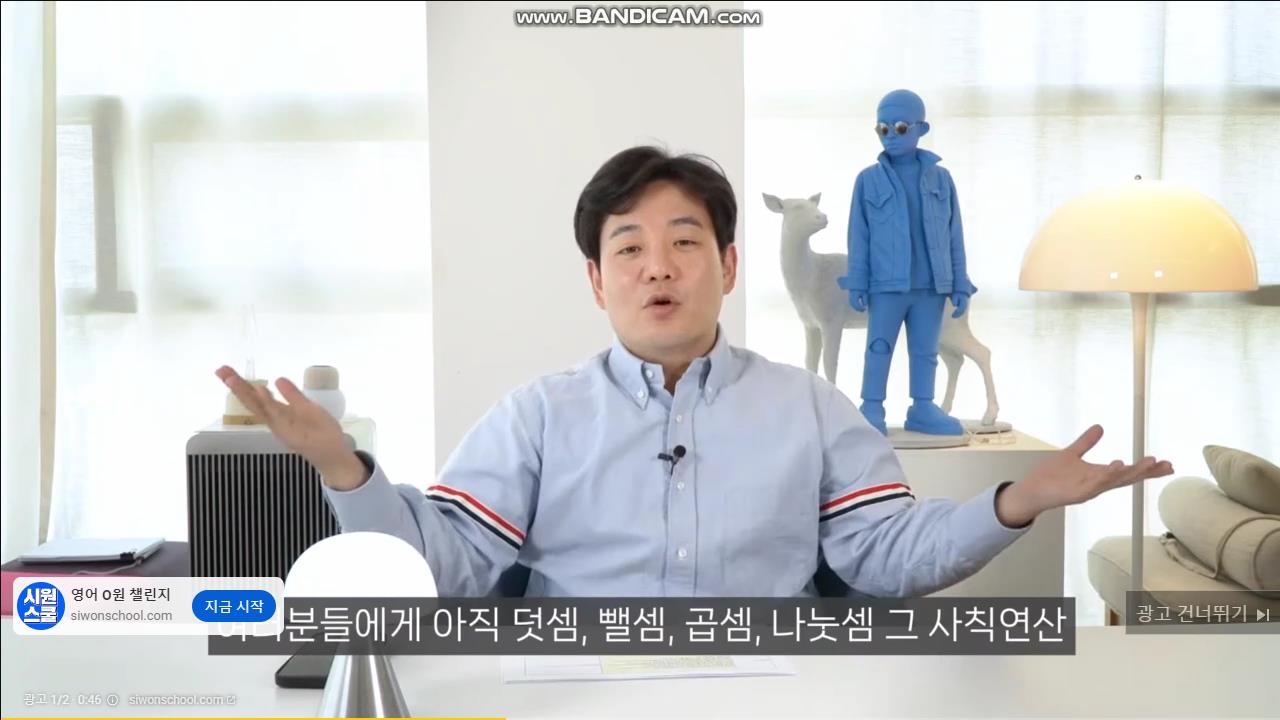 www.BANDICAM.com
시원
스쿨
영어 0원 챌린지
siwonschool.com
지금 시작
여러분들에게 아직 덧셈, 뺄셈, 곱셈, 나눗셈 그 사칙연산
광고 건너뛰기
광고 1/2 · 0:46
siwonschool.com